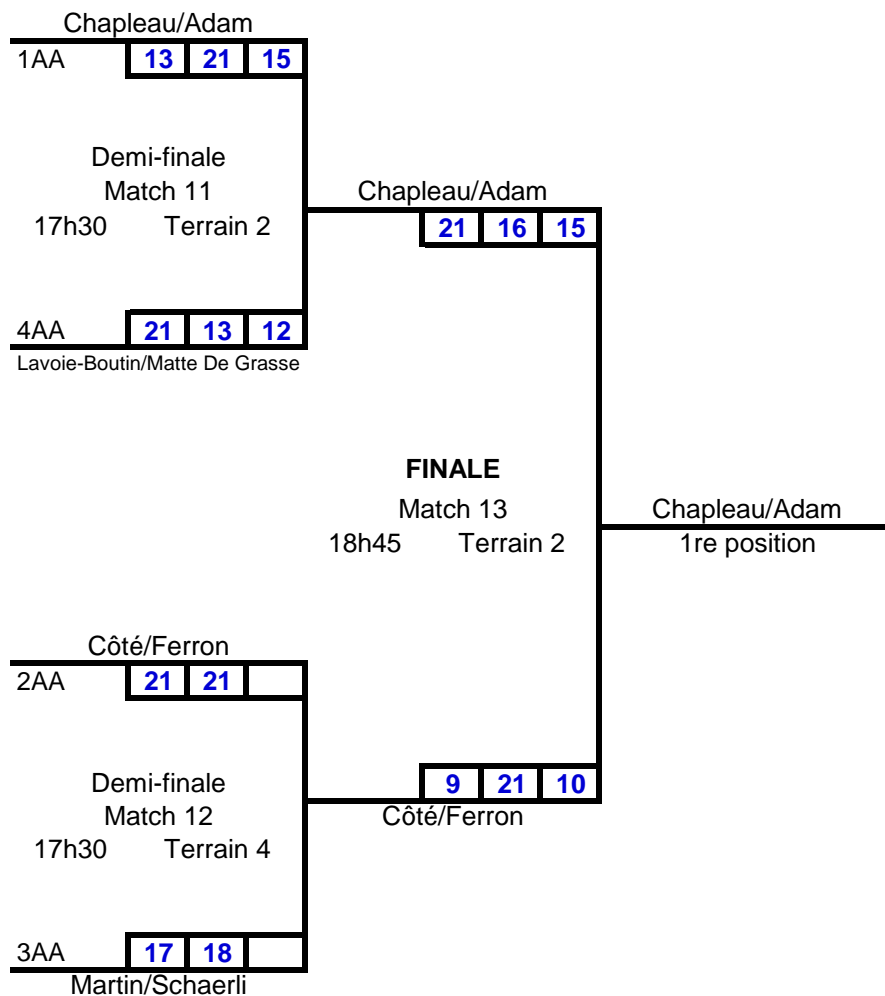 Chapleau/Adam
1AA 13 21 15
Demi-finale
Match 11
17h30 Terrain 2
4AA 21 13 12
Lavoie-Boutin/Matte De Grasse
Chapleau/Adam
21 16 15
FINALE
Match 13
18h45 Terrain 2
Chapleau/Adam
1re position
Côté/Ferron
2AA 21 21
Demi-finale
Match 12
17h30 Terrain 4
9 21 10
Côté/Ferron
3AA 17 18
Martin/Schaerli